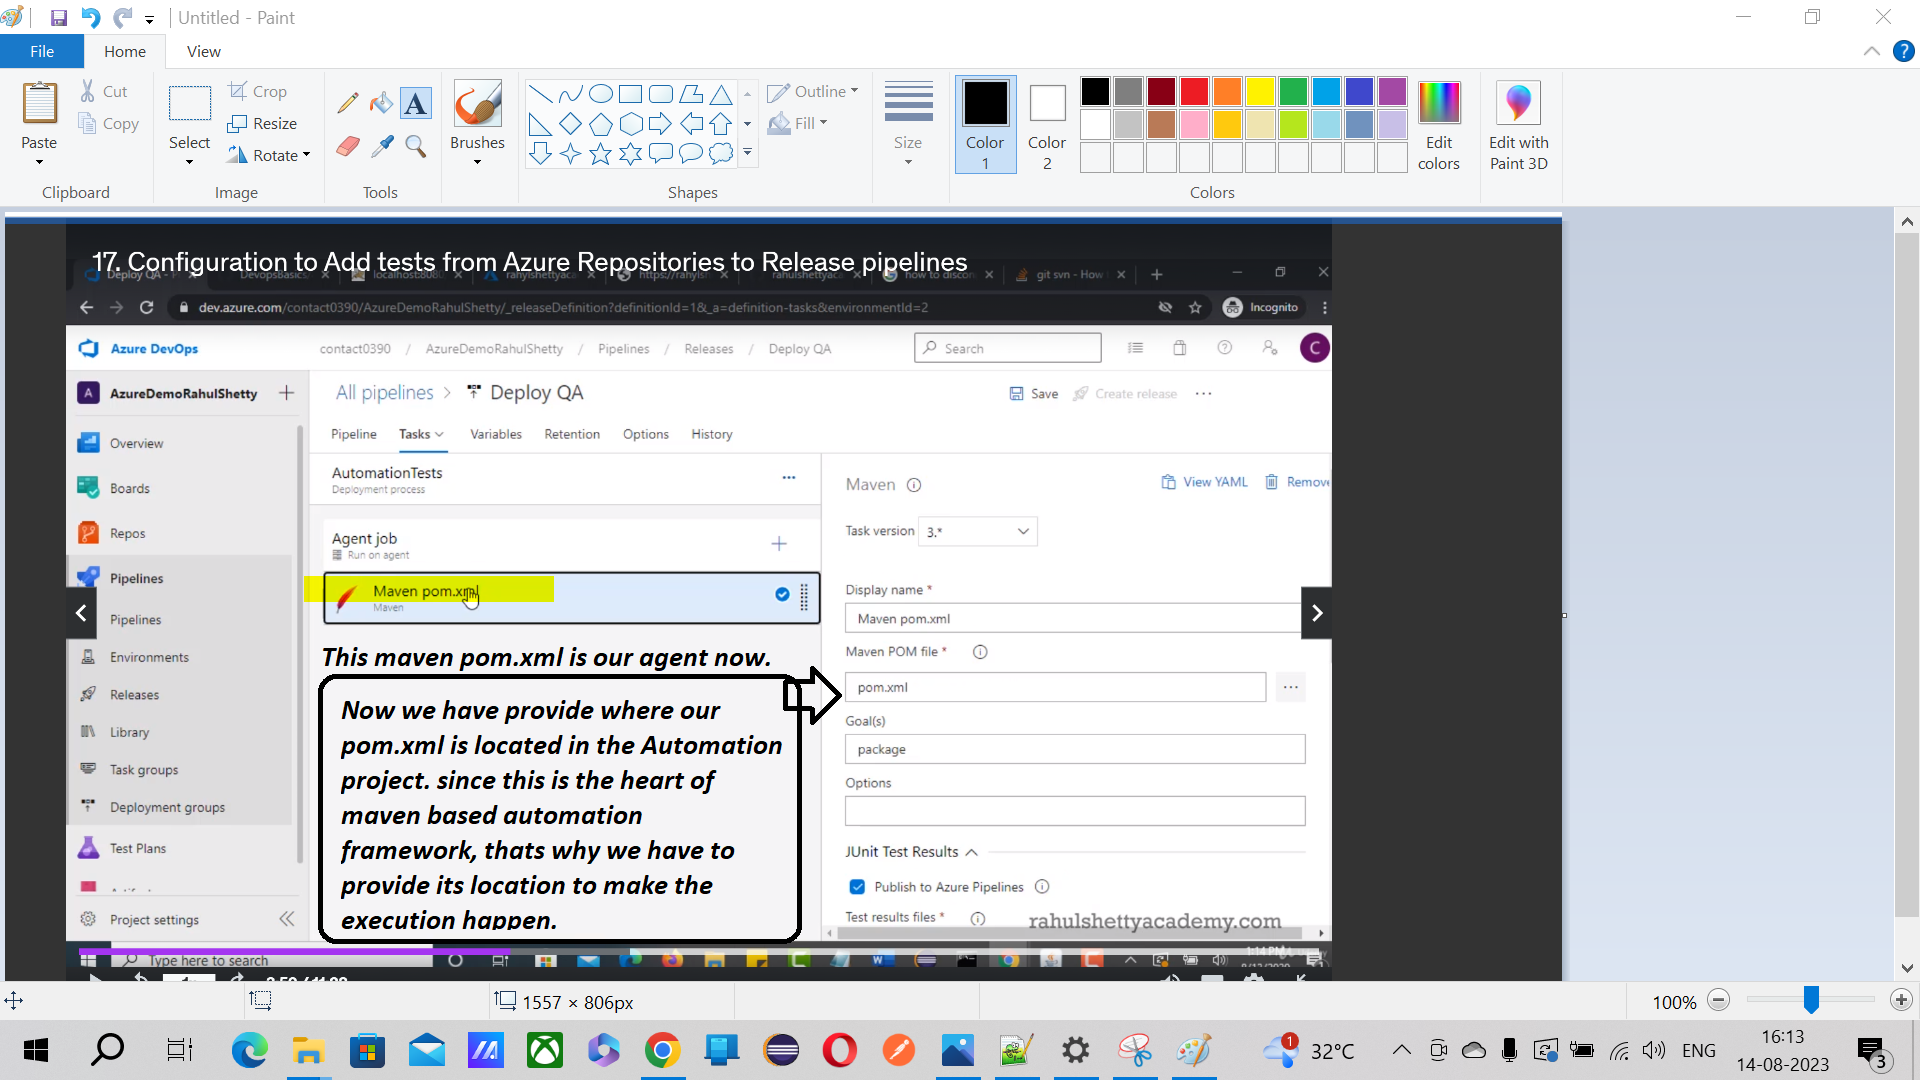 Untitled - Paint
File
Home
View
Paste
Cut
Copy
Clipboard
Select
Crop
Resize
Rotate
Image
A
Tools
Brushes
Outline
Fill
Shapes
Size
Color 1
Color 2
Edit colors
Colors
Edit with Paint 3D
17. Configuration to Add tests from Azure Repositories to Release pipelines
git svn - How
dev.azure.com/contact0390/AzureDemoRahulShetty/_releaseDefinition?definitionId=1&_a=definition-tasks&environmentId=2
Incognito
Azure DevOps
contact0390 / AzureDemoRahulShetty / Pipelines / Releases / Deploy QA
Search
C
A AzureDemoRahulShetty
All pipelines > Deploy QA
Save
Create release
Pipeline
Tasks
Variables
Retention
Options
History
Overview
Boards
Repos
Pipelines
Pipelines
Environments
Releases
Library
Task groups
Deployment groups
Test Plans
Project settings
AutomationTests
Deployment process
Agent job
Run on agent
Maven pom.xml
Maven
This maven pom.xml is our agent now.
Now we have provide where our
pom.xml is located in the Automation
project. since this is the heart of
maven based automation
framework, thats why we have to
provide its location to make the
execution happen.
Maven
View YAML
Remove
Task version 3.*
Display name *
Maven pom.xml
Maven POM file *
pom.xml
Goal(s)
package
Options
JUnit Test Results
Publish to Azure Pipelines
Test results files *
rahulshettyacademy.com
Type here to search
1557 × 806px
100%
1
32°C
ENG
16:13
14-08-2023
3